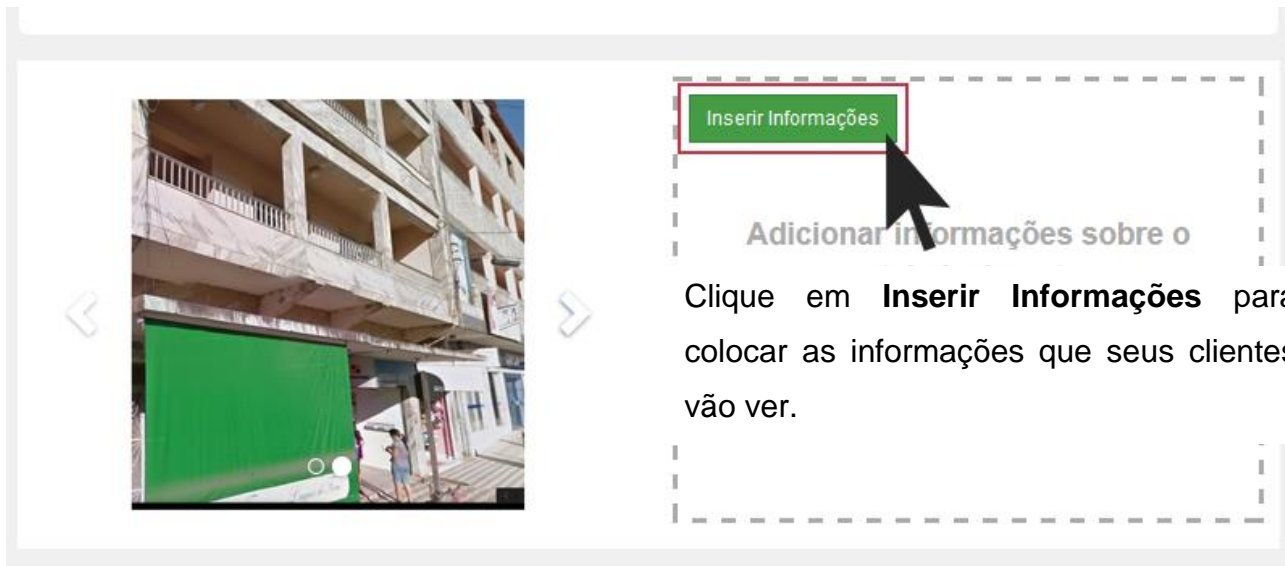 Inserir Informações
Adicionar informações sobre o
Clique em Inserir Informações para
colocar as informações que seus clientes
vão ver.